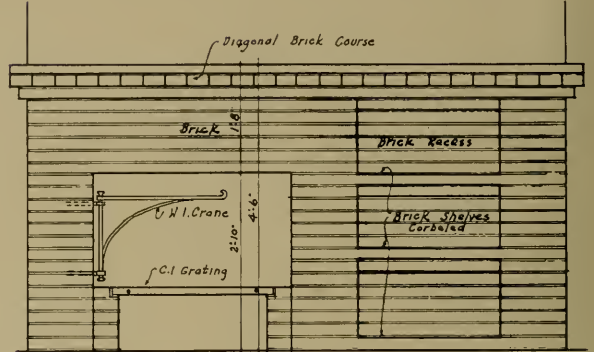 Diagonal Brick Course
Brick
1'-8"
Brick Recess
W.I. Crane
4'-6"
2'-10"
Brick Shelves
Corbeled
C.I Grating